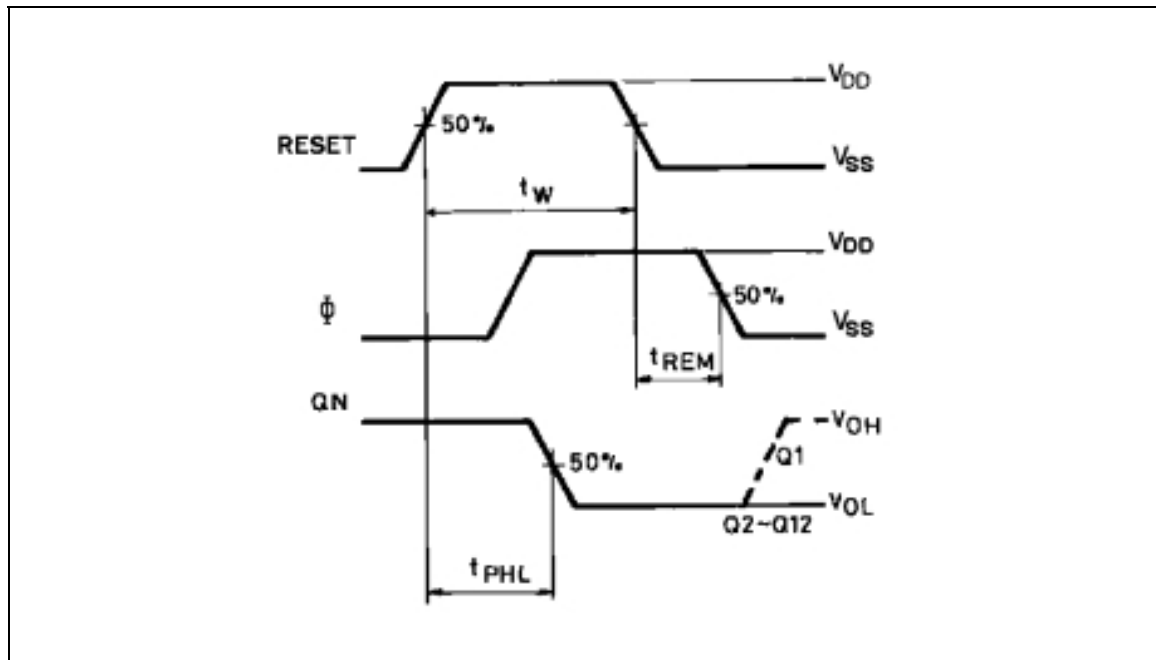 VDD
50%
RESET
VSS
tW
VDD
50%
Φ
VSS
tREM
QN
VOH
Q1
50%
VOL
Q2~Q12
tPHL